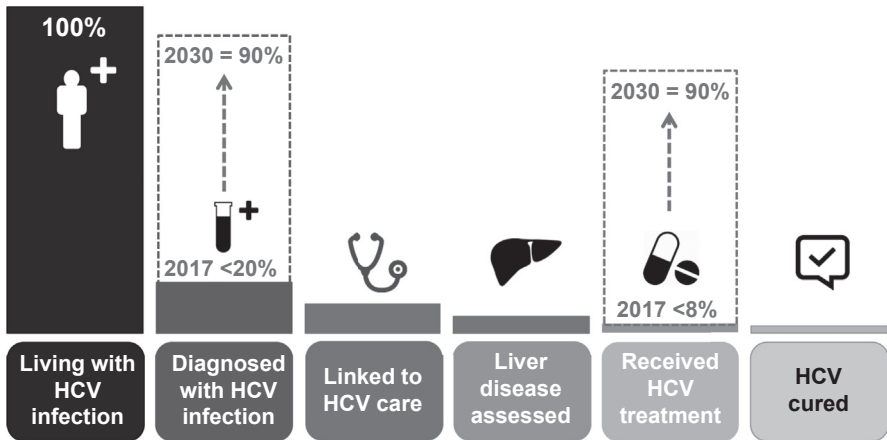 100%
2030 = 90%
2017 <20%
2030 = 90%
2017 <8%
Living with
HCV
infection
Diagnosed
with HCV
infection
Linked to
HCV care
Liver
disease
assessed
Received
HCV
treatment
HCV
cured